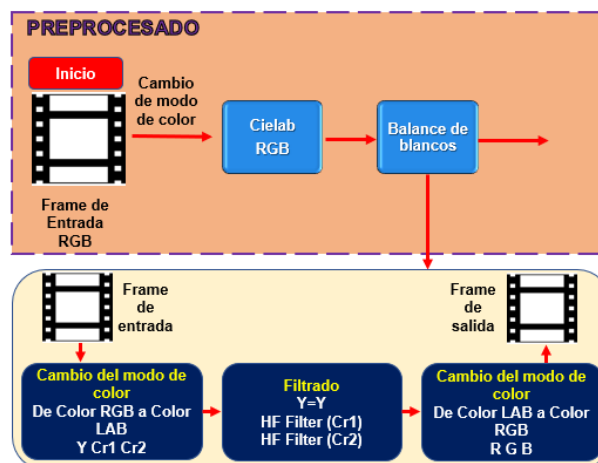 PREPROCESADO
Inicio
Frame de
Entrada
RGB
Cambio
de modo
de color
Cielab
RGB
Balance de
blancos
Frame
de
entrada
Frame
de
salida
Cambio del modo de
color
De Color RGB a Color
LAB
Y Cr1 Cr2
Filtrado
Y=Y
HF Filter (Cr1)
HF Filter (Cr2)
Cambio del modo de
color
De Color LAB a Color
RGB
R G B